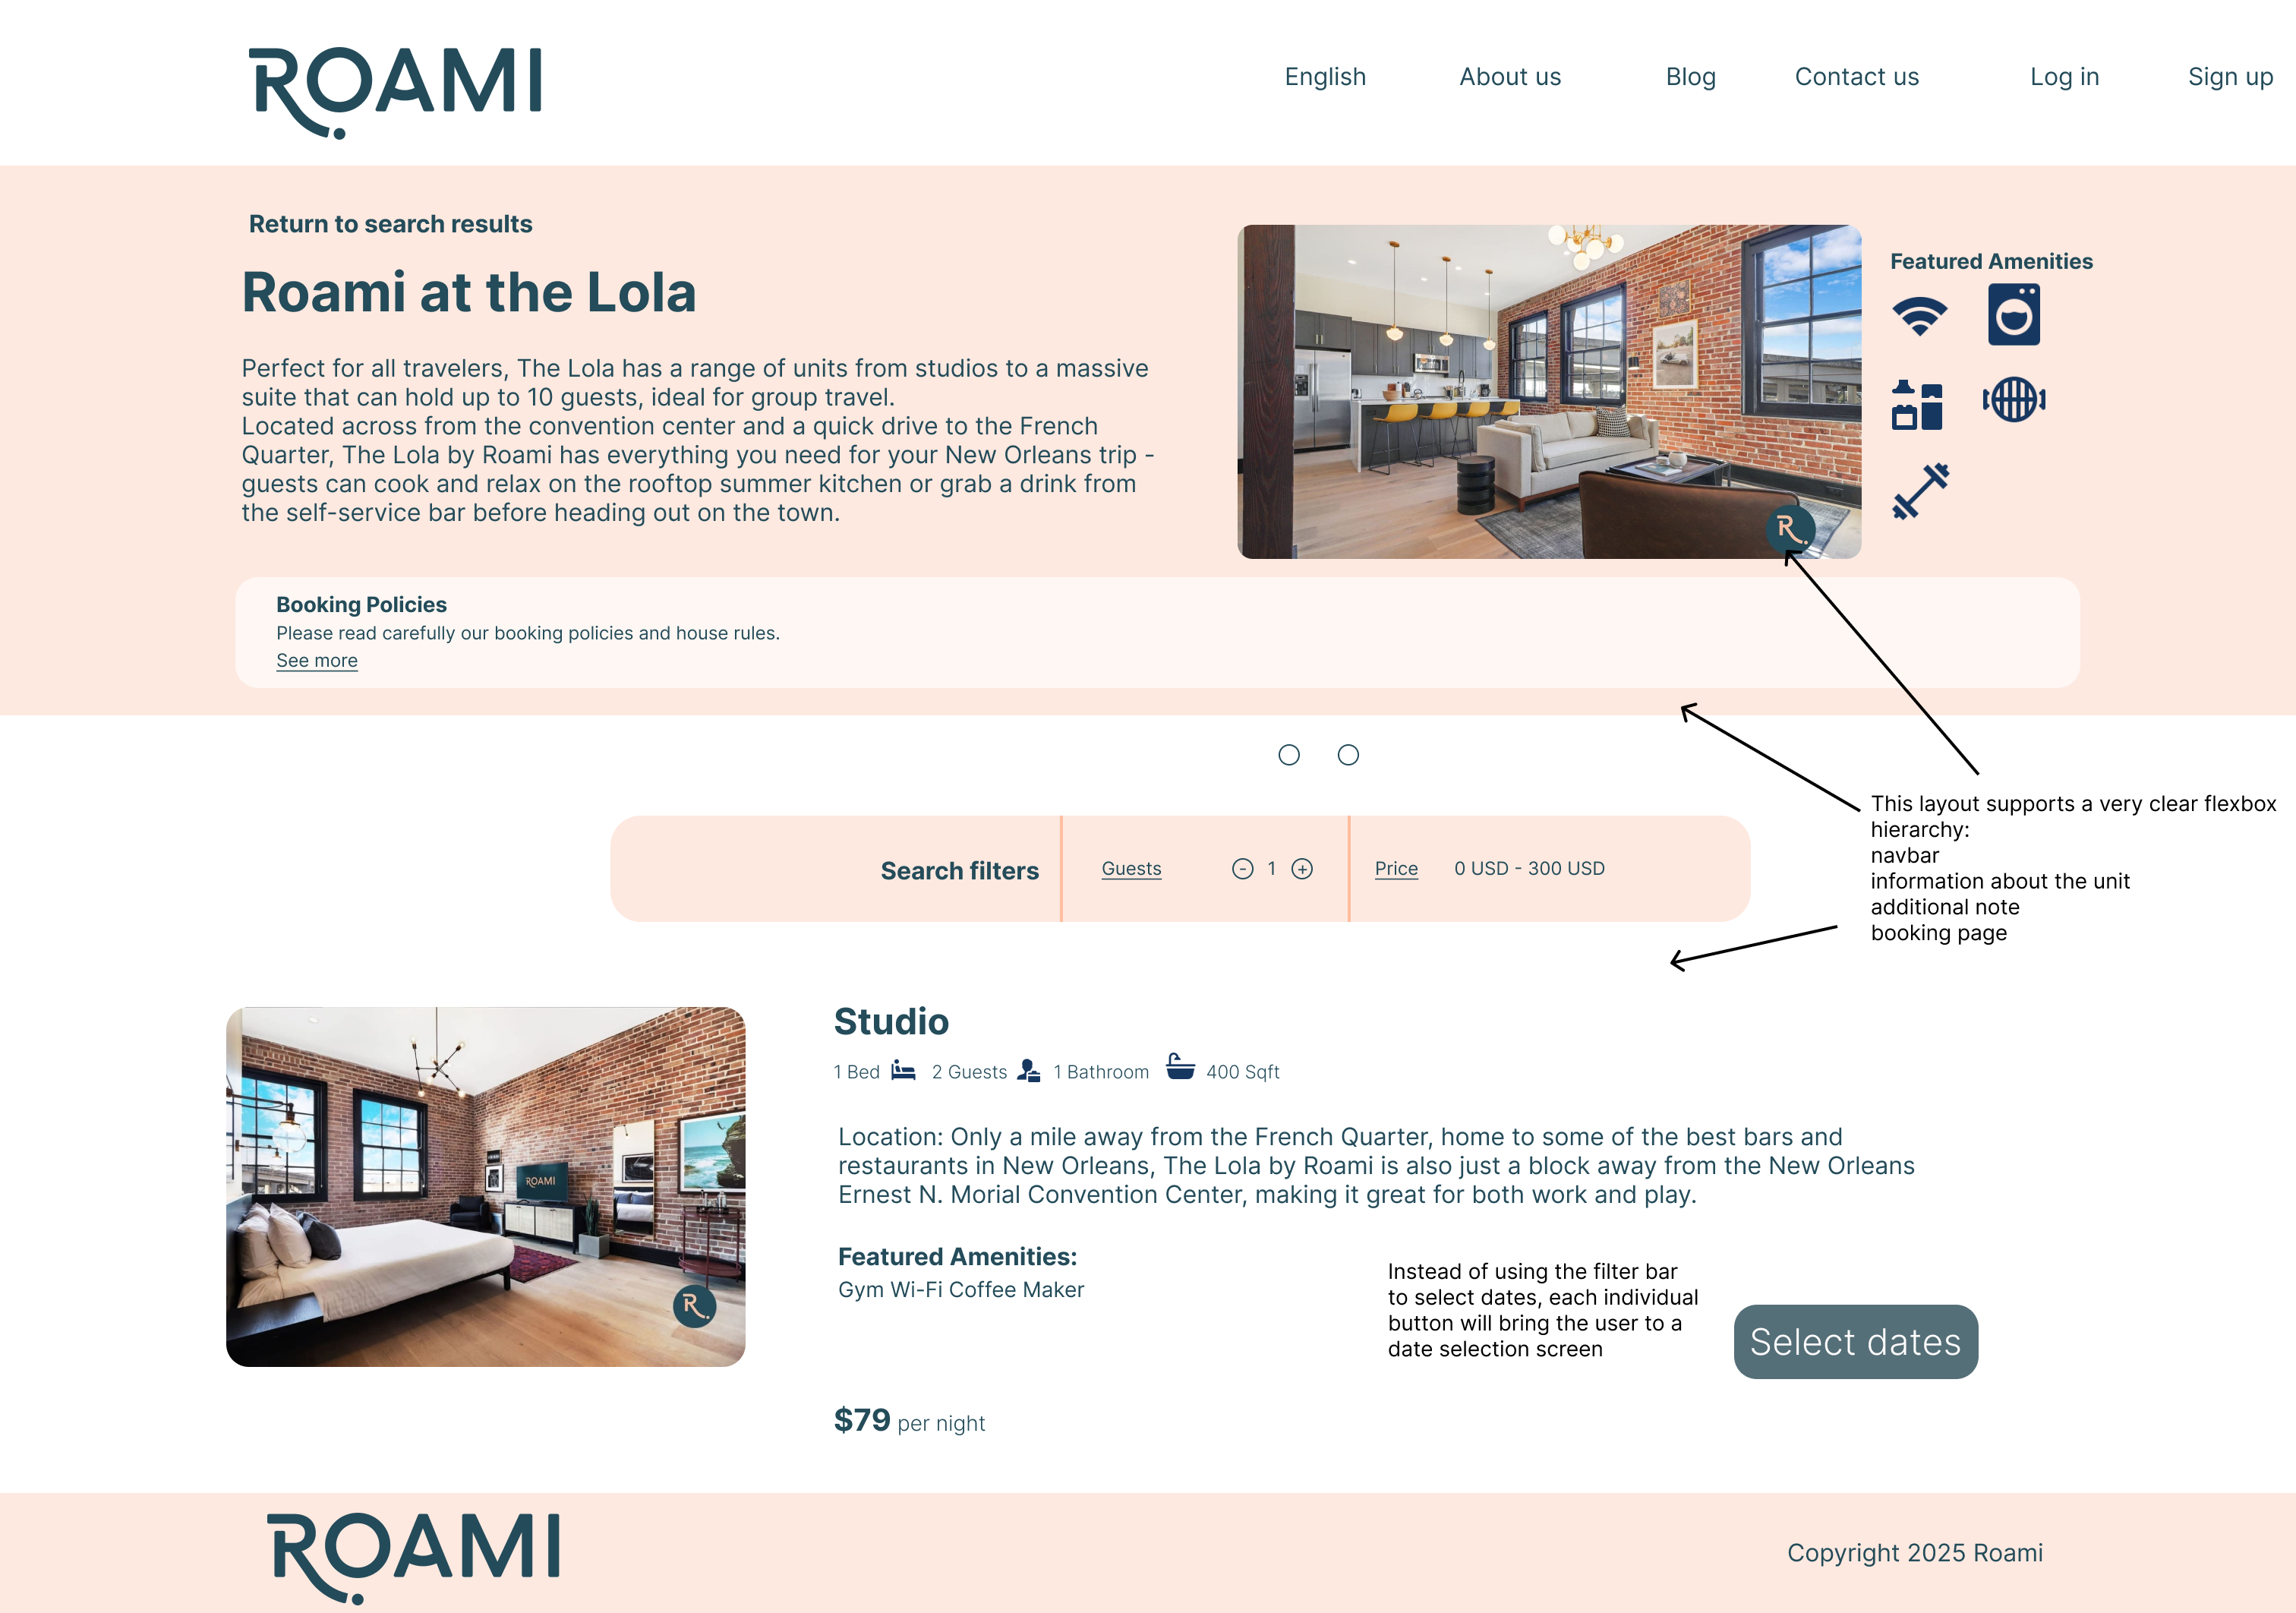 ROAMI
English About us Blog Contact us Log in Sign up
Return to search results
Roami at the Lola
Perfect for all travelers, The Lola has a range of units from studios to a massive
suite that can hold up to 10 guests, ideal for group travel.
Located across from the convention center and a quick drive to the French
Quarter, The Lola by Roami has everything you need for your New Orleans trip -
guests can cook and relax on the rooftop summer kitchen or grab a drink from
the self-service bar before heading out on the town.
R.
Featured Amenities
Booking Policies
Please read carefully our booking policies and house rules.
See more
This layout supports a very clear flexbox
hierarchy:
navbar
information about the unit
additional note
booking page
Search filters Guests - 1 + Price 0 USD - 300 USD
ROAMI
R.
Studio
1 Bed 2 Guests 1 Bathroom 400 Sqft
Location: Only a mile away from the French Quarter, home to some of the best bars and
restaurants in New Orleans, The Lola by Roami is also just a block away from the New Orleans
Ernest N. Morial Convention Center, making it great for both work and play.
Featured Amenities:
Gym Wi-Fi Coffee Maker
Instead of using the filter bar
to select dates, each individual
button will bring the user to a
date selection screen
Select dates
$79 per night
ROAMI
Copyright 2025 Roami